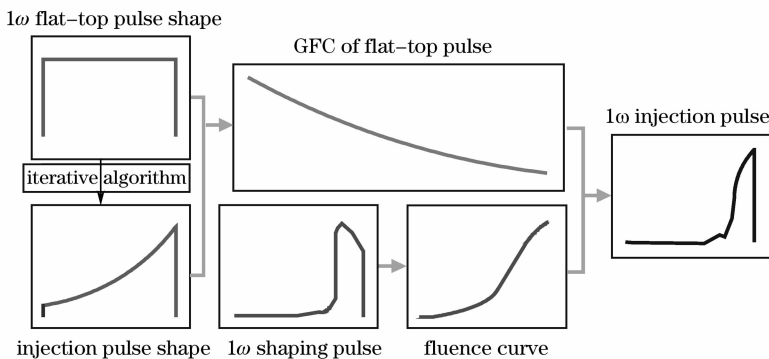 1ω flat–top pulse shape
GFC of flat–top pulse
1ω injection pulse
iterative algorithm
injection pulse shape
1ω shaping pulse
fluence curve